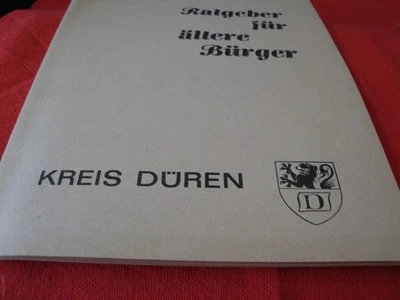 Ratgeber
für
ältere
Bürger
KREIS DÜREN
D